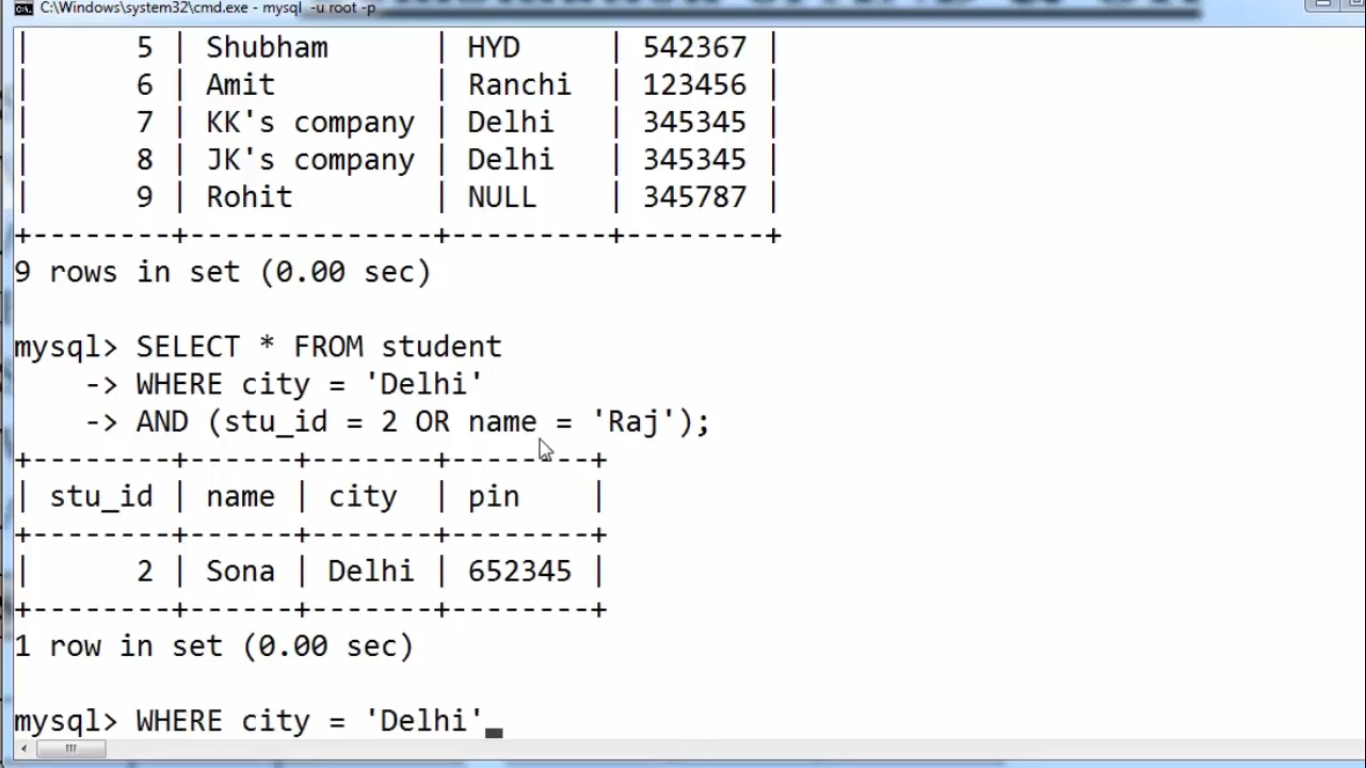 C:\Windows\system32\cmd.exe - mysql -u root -p
| 5 | Shubham | HYD | 542367 |
| 6 | Amit | Ranchi | 123456 |
| 7 | KK's company | Delhi | 345345 |
| 8 | JK's company | Delhi | 345345 |
| 9 | Rohit | NULL | 345787 |
+--------+--------------+---------+--------+
9 rows in set (0.00 sec)
mysql> SELECT * FROM student
-> WHERE city = 'Delhi'
-> AND (stu_id = 2 OR name = 'Raj');
+--------+------+-------+--------+
| stu_id | name | city | pin |
+--------+------+-------+--------+
| 2 | Sona | Delhi | 652345 |
+--------+------+-------+--------+
1 row in set (0.00 sec)
mysql> WHERE city = 'Delhi'